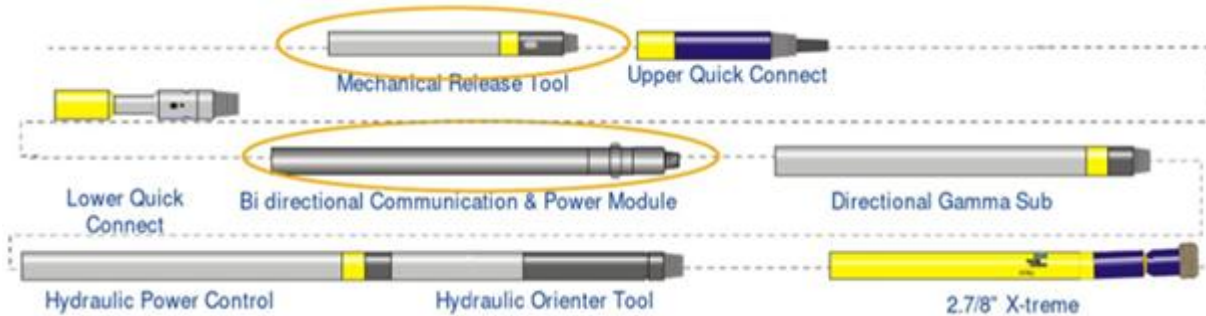 Mechanical Release Tool
Upper Quick Connect
Lower Quick
Connect
Bi directional Communication & Power Module
Directional Gamma Sub
Hydraulic Power Control
Hydraulic Orienter Tool
2.7/8" X-treme